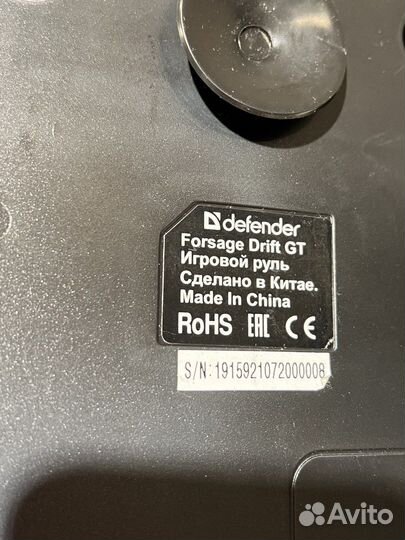 defender
Forsage Drift GT
Игровой руль
Сделано в Китае.
Made In China
RoHS EAC CE
S/N:1915921072000008
Avito